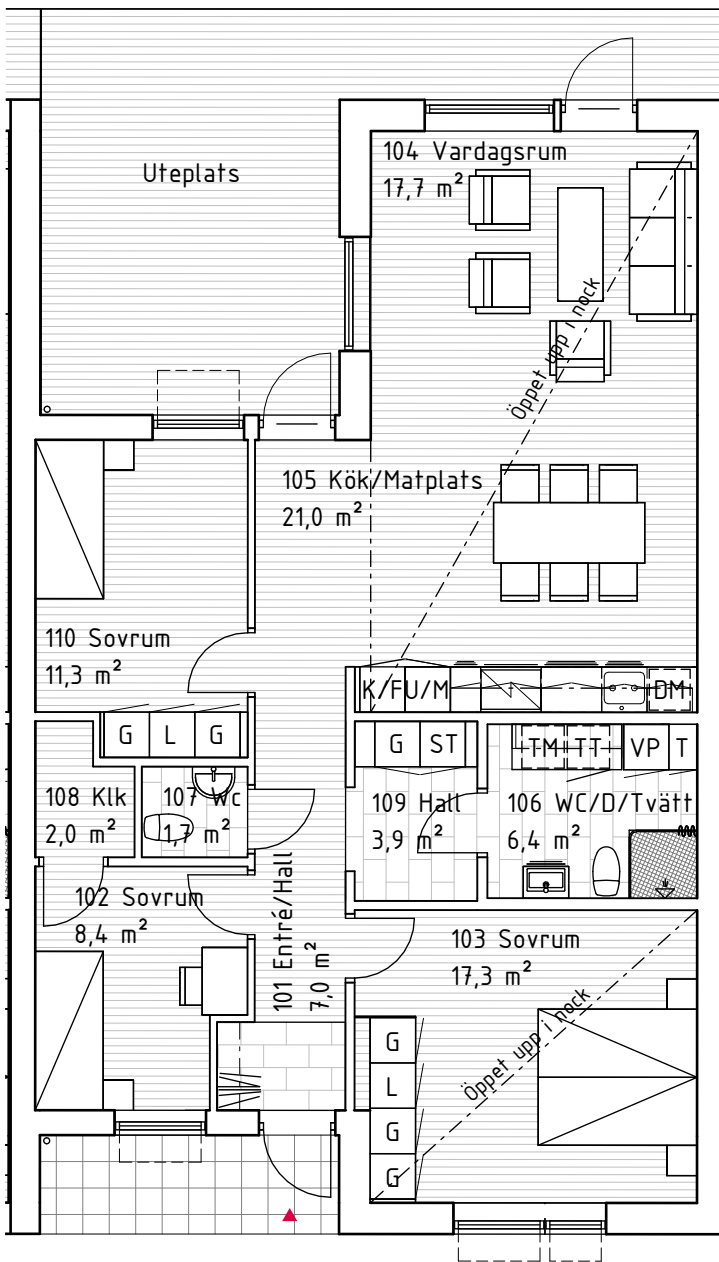 Uteplats
104 Vardagsrum
17,7 m²
Öppet upp i nock
105 Kök/Matplats
21,0 m²
110 Sovrum
11,3 m²
K/F
U/M
DM
G
L
G
G
ST
TM
TT
VP
T
108 Klk
2,0 m²
107 Wc
1,7 m²
109 Hall
3,9 m²
106 WC/D/Tvätt
6,4 m²
102 Sovrum
8,4 m²
101 Entré/Hall
7,0 m²
103 Sovrum
17,3 m²
Öppet upp i nock
G
L
G
G